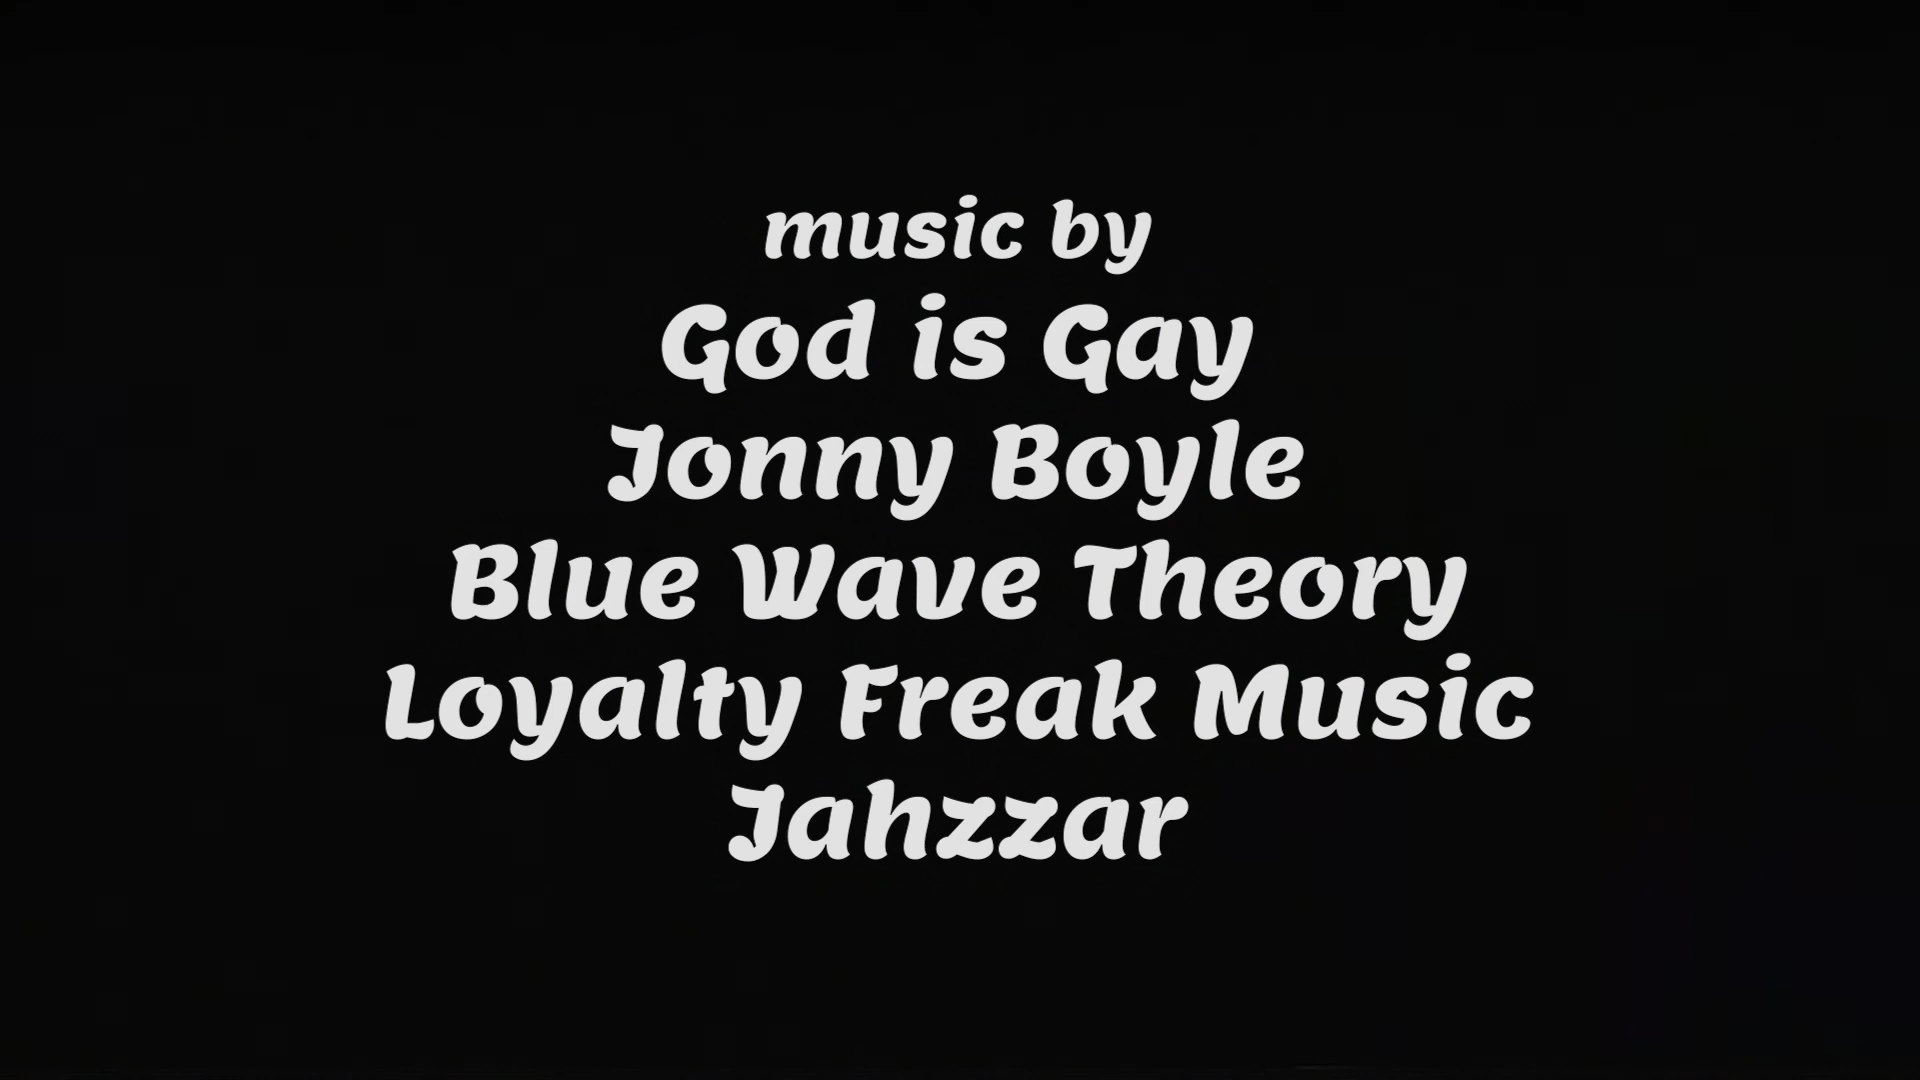 music by
God is Gay
Jonny Boyle
Blue Wave Theory
Loyalty Freak Music
Jahzzar